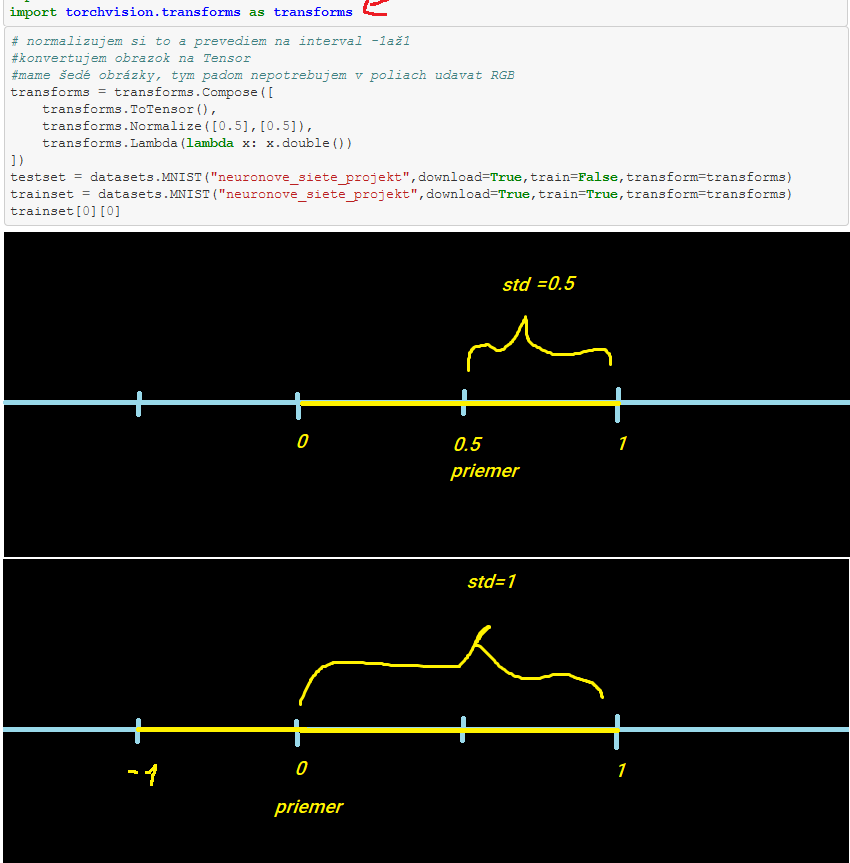 import torchvision.transforms as transforms
# normalizujem si to a prevediem na interval -1až1
#konvertujem obrazok na Tensor
#mame šedé obrázky, tym padom nepotrebujem v poliach udavat RGB
transforms = transforms.Compose([
    transforms.ToTensor(),
    transforms.Normalize([0.5],[0.5]),
    transforms.Lambda(lambda x: x.double())
])
testset = datasets.MNIST("neuronove_siete_projekt",download=True,train=False,transform=transforms)
trainset = datasets.MNIST("neuronove_siete_projekt",download=True,train=True,transform=transforms)
trainset[0][0]
std =0.5
0 0.5 1
priemer
std=1
-1 0 1
priemer